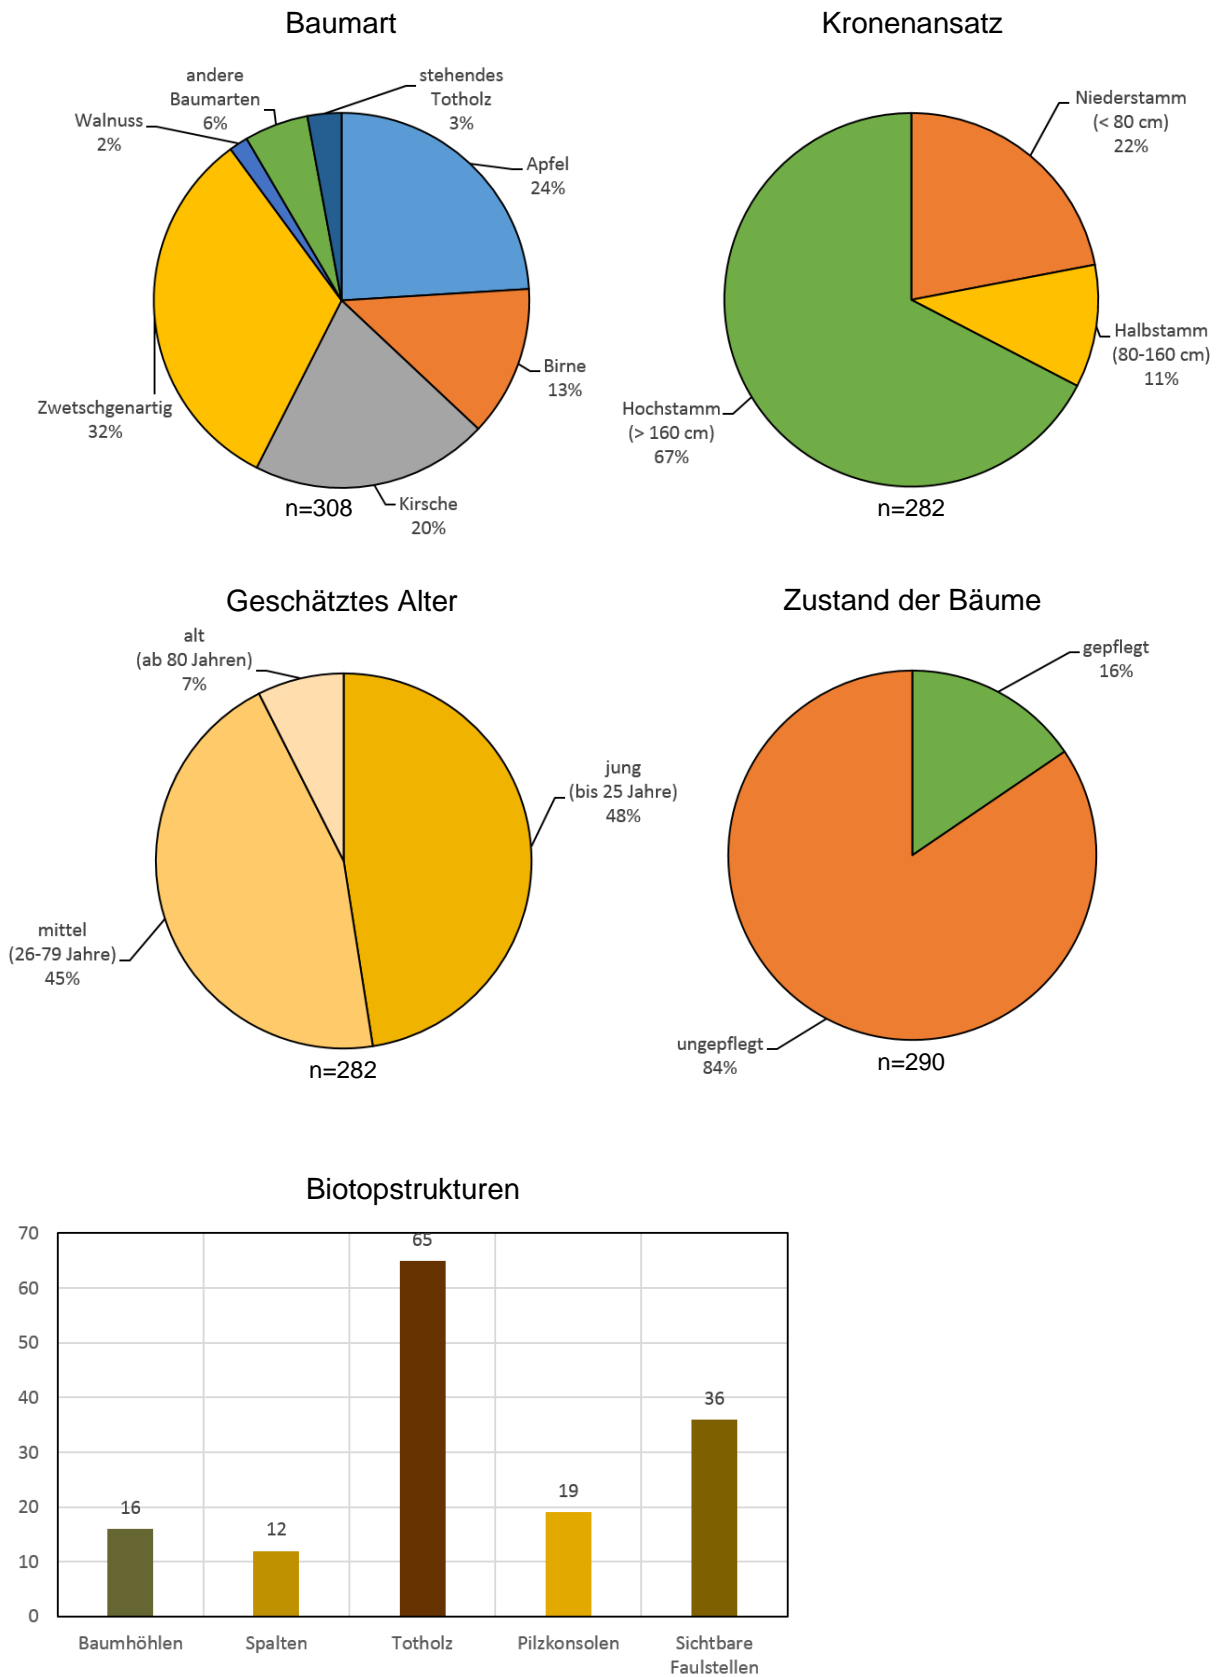 Baumart
andere
Baumarten
6%
stehendes
Totholz
3%
Walnuss
2%
Apfel
24%
Birne
13%
Zwetschgenartig
32%
Kirsche
20%
n=308
Kronenansatz
Niederstamm
(< 80 cm)
22%
Halbstamm
(80-160 cm)
11%
Hochstamm
(> 160 cm)
67%
n=282
Geschätztes Alter
alt
(ab 80 Jahren)
7%
jung
(bis 25 Jahre)
48%
mittel
(26-79 Jahre)
45%
n=282
Zustand der Bäume
gepflegt
16%
ungepflegt
84%
n=290
Biotopstrukturen
70
60
50
40
30
20
10
0
16
12
65
19
36
Baumhöhlen
Spalten
Totholz
Pilzkonsolen
Sichtbare
Faulstellen